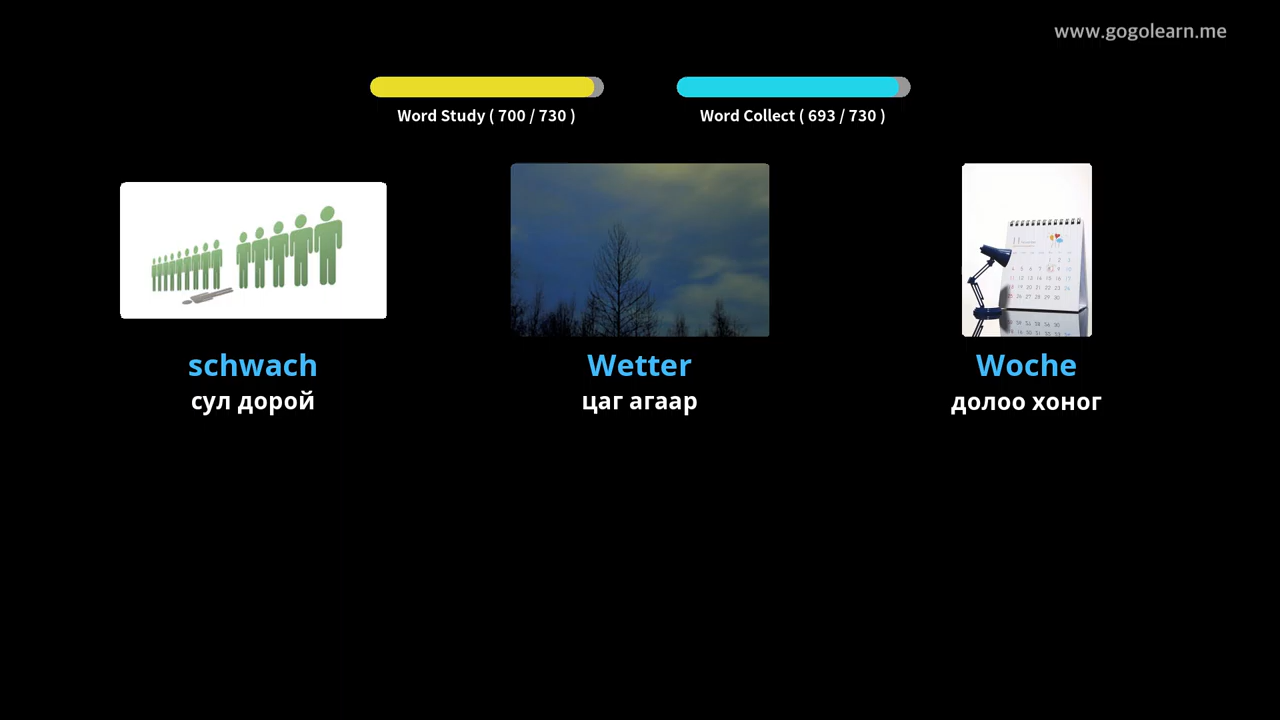 www.gogolearn.me
Word Study ( 700 / 730 )
Word Collect ( 693 / 730 )
schwach
Wetter
Woche
сул дорой
цаг агаар
долоо хоног